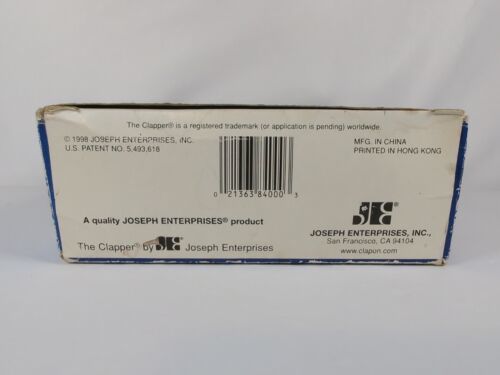 The Clapper® is a registered trademark (or application is pending) worldwide.
© 1998 JOSEPH ENTERPRISES, INC.
U.S. PATENT NO. 5,493,618
MFG. IN CHINA
PRINTED IN HONG KONG
0 21363 84000 3
A quality JOSEPH ENTERPRISES® product
The Clapper® by JE® Joseph Enterprises
JE®
JOSEPH ENTERPRISES, INC.,
San Francisco, CA 94104
www.clapon.com